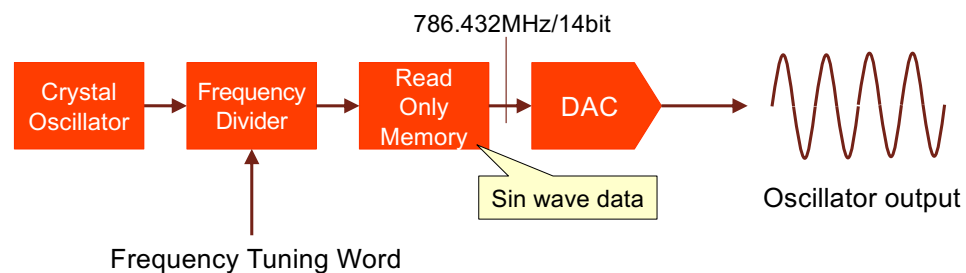 786.432MHz/14bit
Crystal
Oscillator
Frequency
Divider
Read
Only
Memory
DAC
Sin wave data
Oscillator output
Frequency Tuning Word